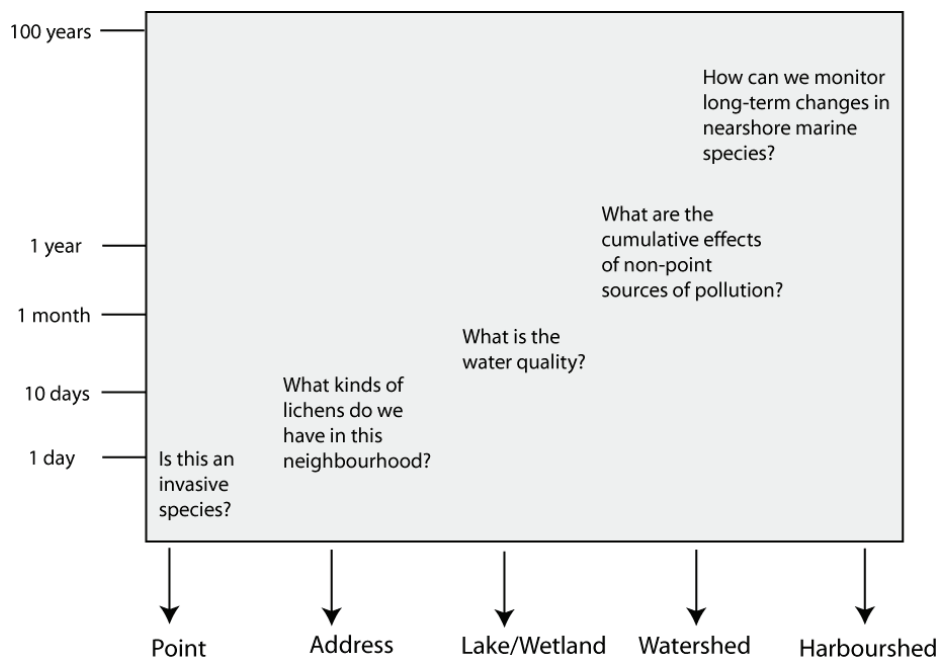 100 years
How can we monitor
long-term changes in
nearshore marine
species?
What are the
cumulative effects
of non-point
sources of pollution?
1 year
1 month
What is the
water quality?
10 days
What kinds of
lichens do we
have in this
neighbourhood?
1 day
Is this an
invasive
species?
Point
Address
Lake/Wetland
Watershed
Harbourshed